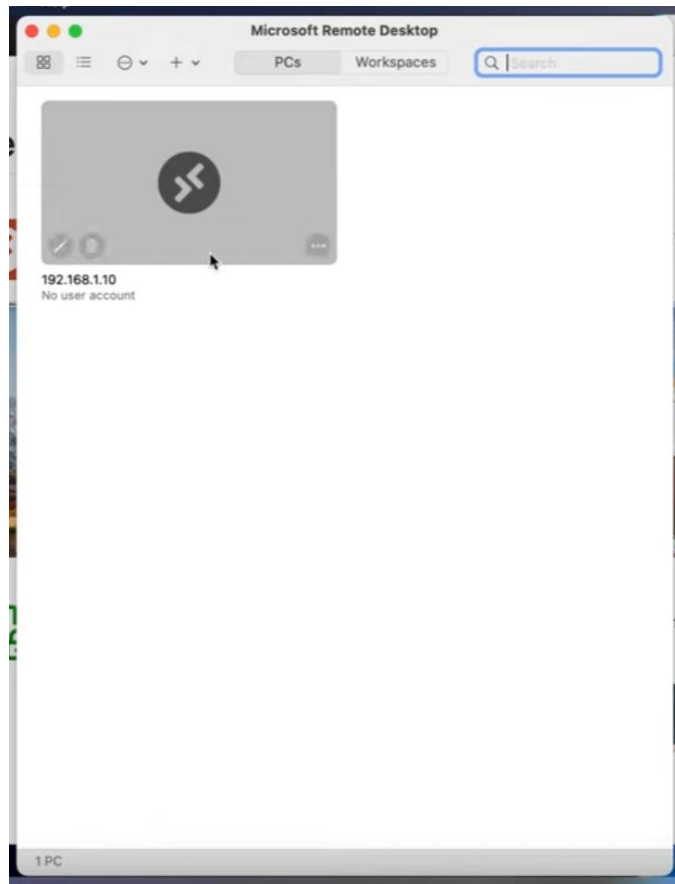 Microsoft Remote Desktop
PCs
Workspaces
Search
192.168.1.10
No user account
1 PC